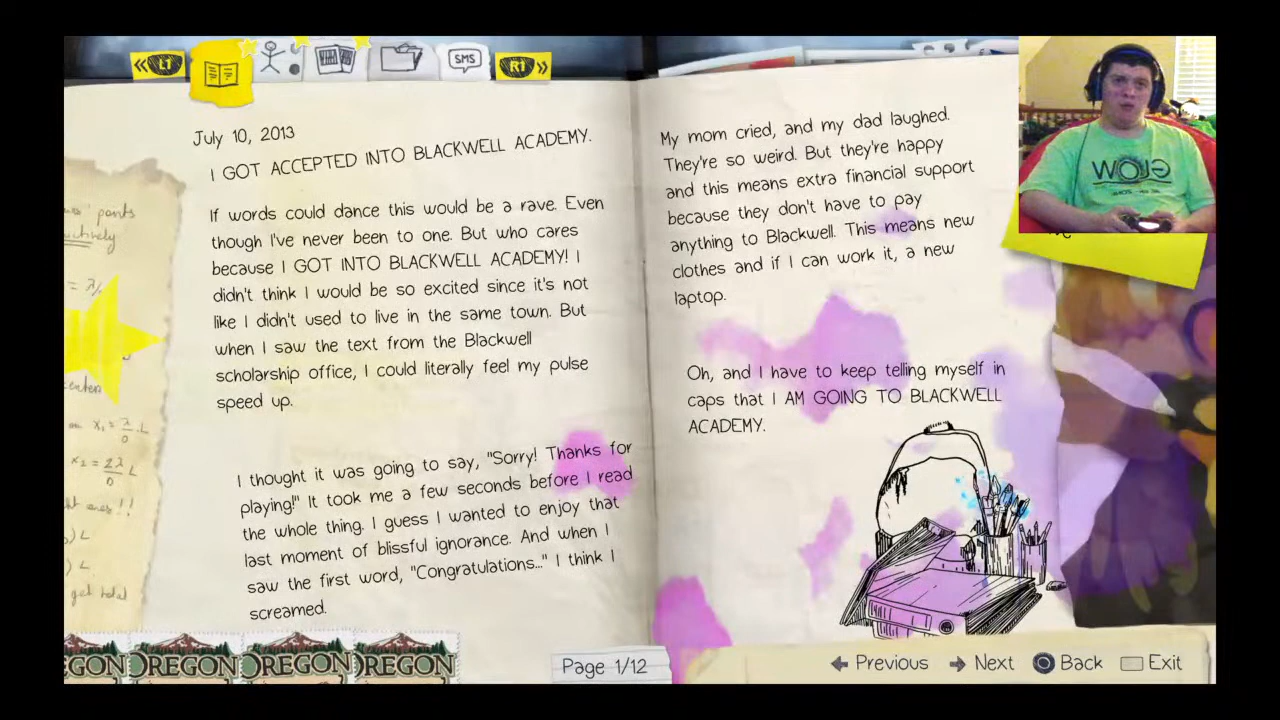 LT
SMS
R1
July 10, 2013
I GOT ACCEPTED INTO BLACKWELL ACADEMY.
If words could dance this would be a rave. Even
though I've never been to one. But who cares
because I GOT INTO BLACKWELL ACADEMY! I
didn't think I would be so excited since it's not
like I didn't used to live in the same town. But
when I saw the text from the Blackwell
scholarship office, I could literally feel my pulse
speed up.
I thought it was going to say, "Sorry! Thanks for
playing!" It took me a few seconds before I read
the whole thing. I guess I wanted to enjoy that
last moment of blissful ignorance. And when I
saw the first word, "Congratulations..." I think I
screamed.
My mom cried, and my dad laughed.
They're so weird. But they're happy
and this means extra financial support
because they don't have to pay
anything to Blackwell. This means new
clothes and if I can work it, a new
laptop.
Oh, and I have to keep telling myself in
caps that I AM GOING TO BLACKWELL
ACADEMY.
points
get total
EGON OREGON OREGON OREGON
Page 1/12
Previous Next Back Exit